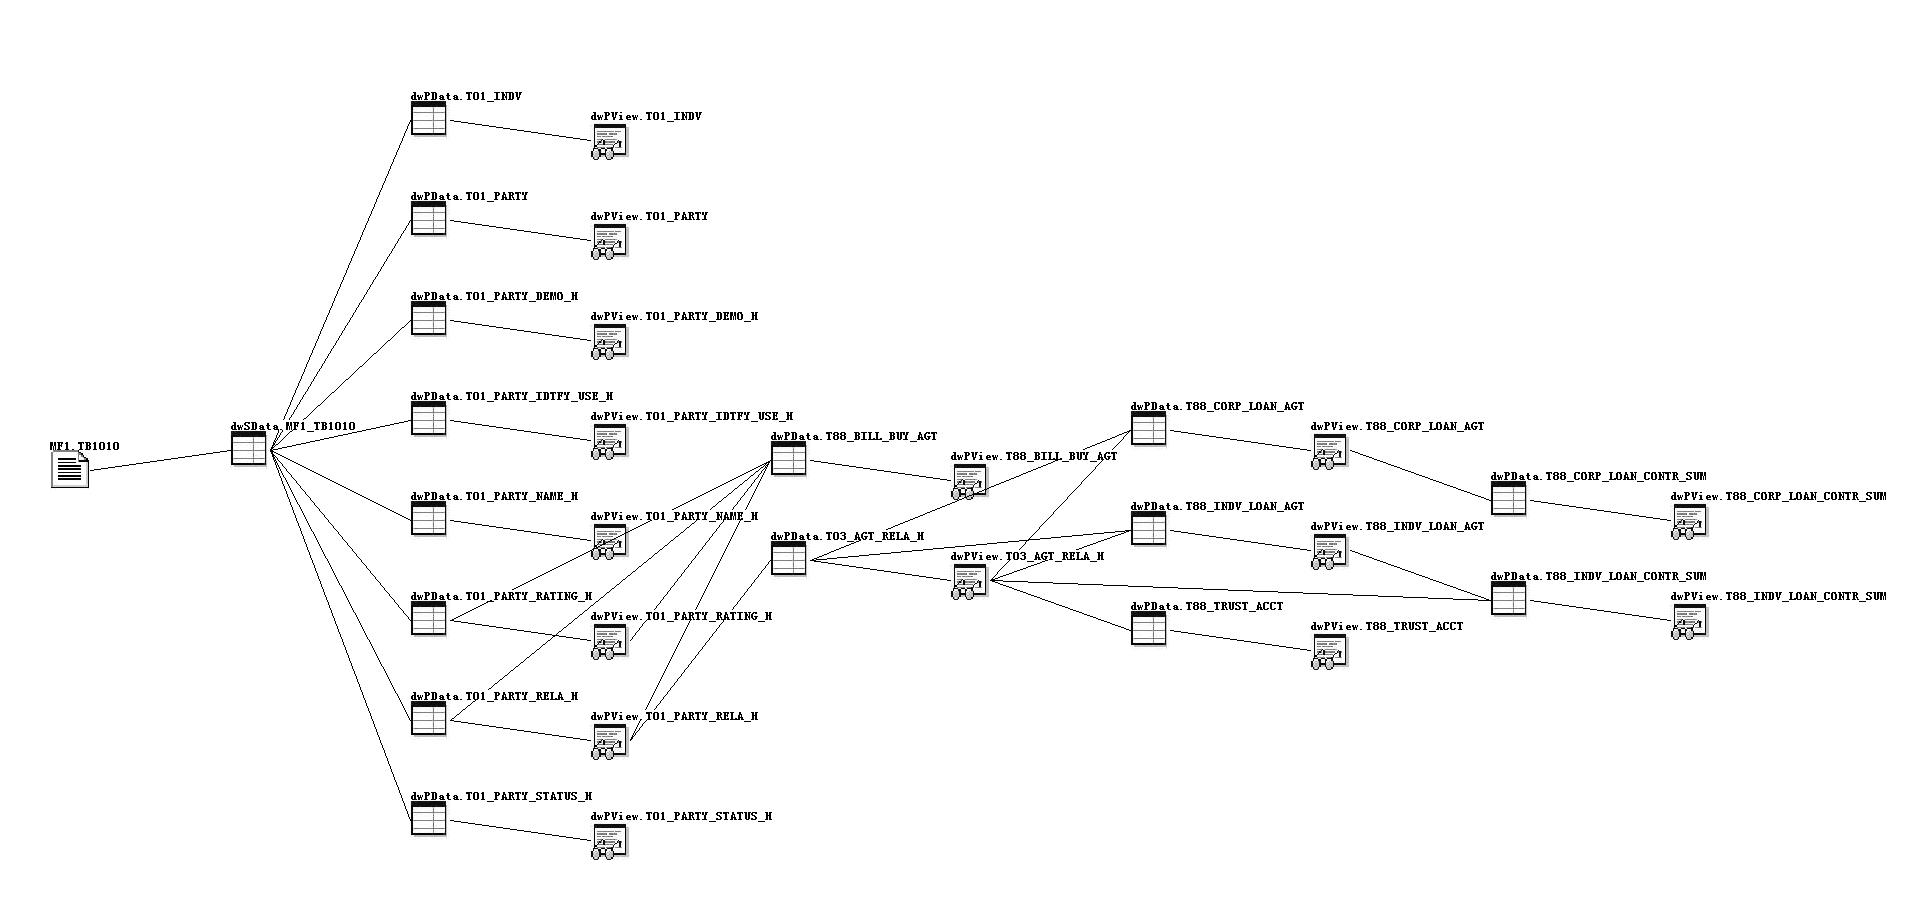 dwPData.T01_INDV
dwPView.T01_INDV
dwPData.T01_PARTY
dwPView.T01_PARTY
dwPData.T01_PARTY_DEMO_H
dwPView.T01_PARTY_DEMO_H
dwPData.T01_PARTY_IDTFY_USE_H
dwPView.T01_PARTY_IDTFY_USE_H
dwPData.T88_CORP_LOAN_AGT
dwSData.MF1_TB1010
dwPView.T88_CORP_LOAN_AGT
dwPData.T88_BILL_BUY_AGT
MF1_TB1010
dwPView.T88_BILL_BUY_AGT
dwPData.T88_CORP_LOAN_CONTR_SUM
dwPData.T01_PARTY_NAME_H
dwPView.T88_CORP_LOAN_CONTR_SUM
dwPData.T88_INDV_LOAN_AGT
dwPView.T01_PARTY_NAME_H
dwPView.T88_INDV_LOAN_AGT
dwPData.T03_AGT_RELA_H
dwPView.T03_AGT_RELA_H
dwPData.T88_INDV_LOAN_CONTR_SUM
dwPData.T01_PARTY_RATING_H
dwPView.T88_INDV_LOAN_CONTR_SUM
dwPData.T88_TRUST_ACCT
dwPView.T01_PARTY_RATING_H
dwPView.T88_TRUST_ACCT
dwPData.T01_PARTY_RELA_H
dwPView.T01_PARTY_RELA_H
dwPData.T01_PARTY_STATUS_H
dwPView.T01_PARTY_STATUS_H